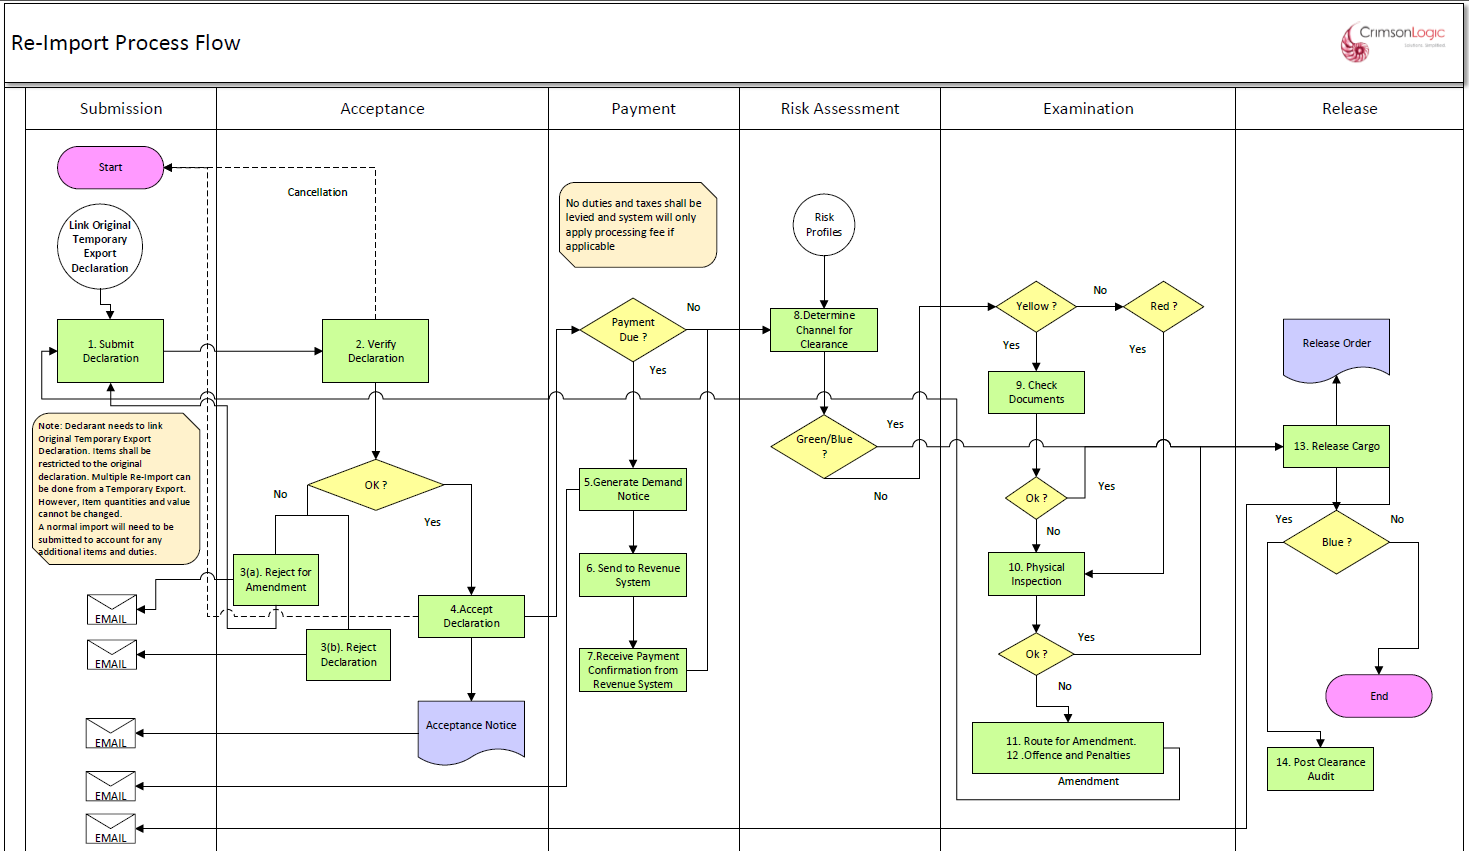 Re-Import Process Flow
CrimsonLogic
Submission
Acceptance
Payment
Risk Assessment
Examination
Release
Start
Cancellation
Link Original
Temporary
Export
Declaration
1. Submit
Declaration
2. Verify
Declaration
Note: Declarant needs to link
Original Temporary Export
Declaration. Items shall be
restricted to the original
declaration. Multiple Re-Import can
be done from a Temporary Export.
However, Item quantities and value
cannot be changed.
A normal import will need to be
submitted to account for any
additional items and duties.
OK ?
No
Yes
3(a). Reject for
Amendment
3(b). Reject
Declaration
4.Accept
Declaration
Acceptance Notice
EMAIL
EMAIL
EMAIL
EMAIL
EMAIL
No duties and taxes shall be
levied and system will only
apply processing fee if
applicable
Payment
Due ?
No
Yes
5.Generate Demand
Notice
6. Send to Revenue
System
7.Receive Payment
Confirmation from
Revenue System
Risk
Profiles
8.Determine
Channel for
Clearance
Green/Blue
?
Yes
No
Yellow ?
No
Red ?
Yes
Yes
9. Check
Documents
Ok ?
Yes
No
10. Physical
Inspection
Ok ?
Yes
No
11. Route for Amendment.
12 .Offence and Penalties
Amendment
Release Order
13. Release Cargo
Yes
No
Blue ?
End
14. Post Clearance
Audit